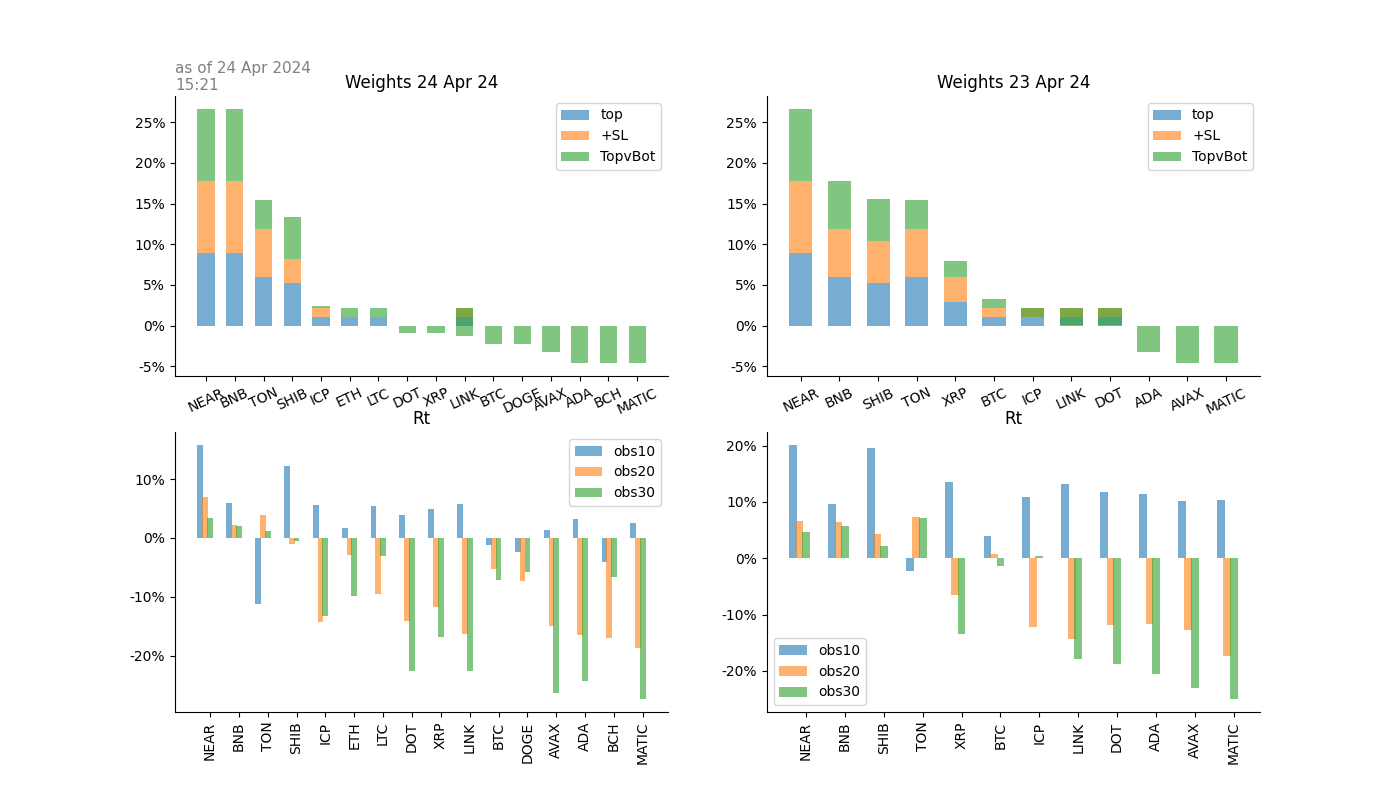 as of 24 Apr 2024
15:21
Weights 24 Apr 24
25%
20%
15%
10%
5%
0%
-5%
top
+SL
TopvBot
NEAR BNB TON SHIB ICP ETH LTC DOT XRP LINK BTC DOGE AVAX ADA BCH MATIC
Weights 23 Apr 24
25%
20%
15%
10%
5%
0%
-5%
top
+SL
TopvBot
NEAR BNB SHIB TON XRP BTC ICP LINK DOT ADA AVAX MATIC
Rt
10%
0%
-10%
-20%
obs10
obs20
obs30
NEAR BNB TON SHIB ICP ETH LTC DOT XRP LINK BTC DOGE AVAX ADA BCH MATIC
Rt
20%
10%
0%
-10%
-20%
obs10
obs20
obs30
NEAR BNB SHIB TON XRP BTC ICP LINK DOT ADA AVAX MATIC